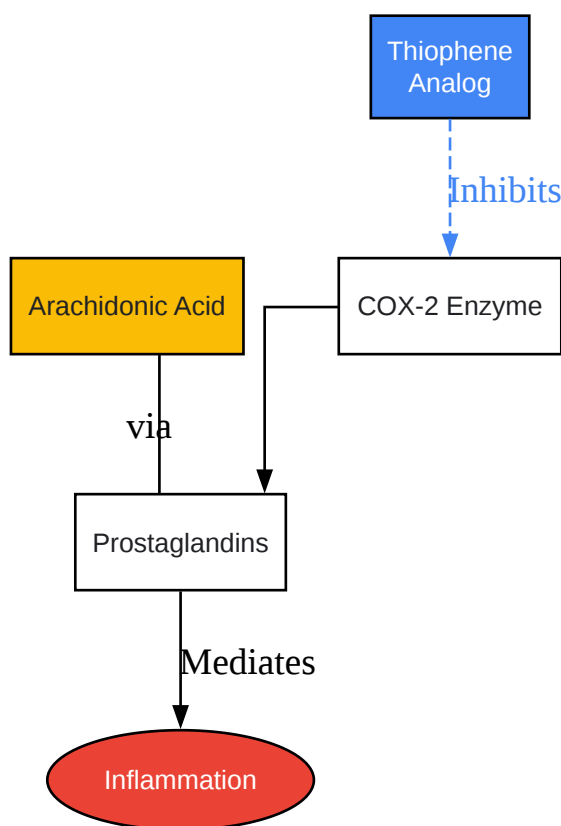 Thiophene
Analog
Inhibits
Arachidonic Acid
COX-2 Enzyme
via
Prostaglandins
Mediates
Inflammation